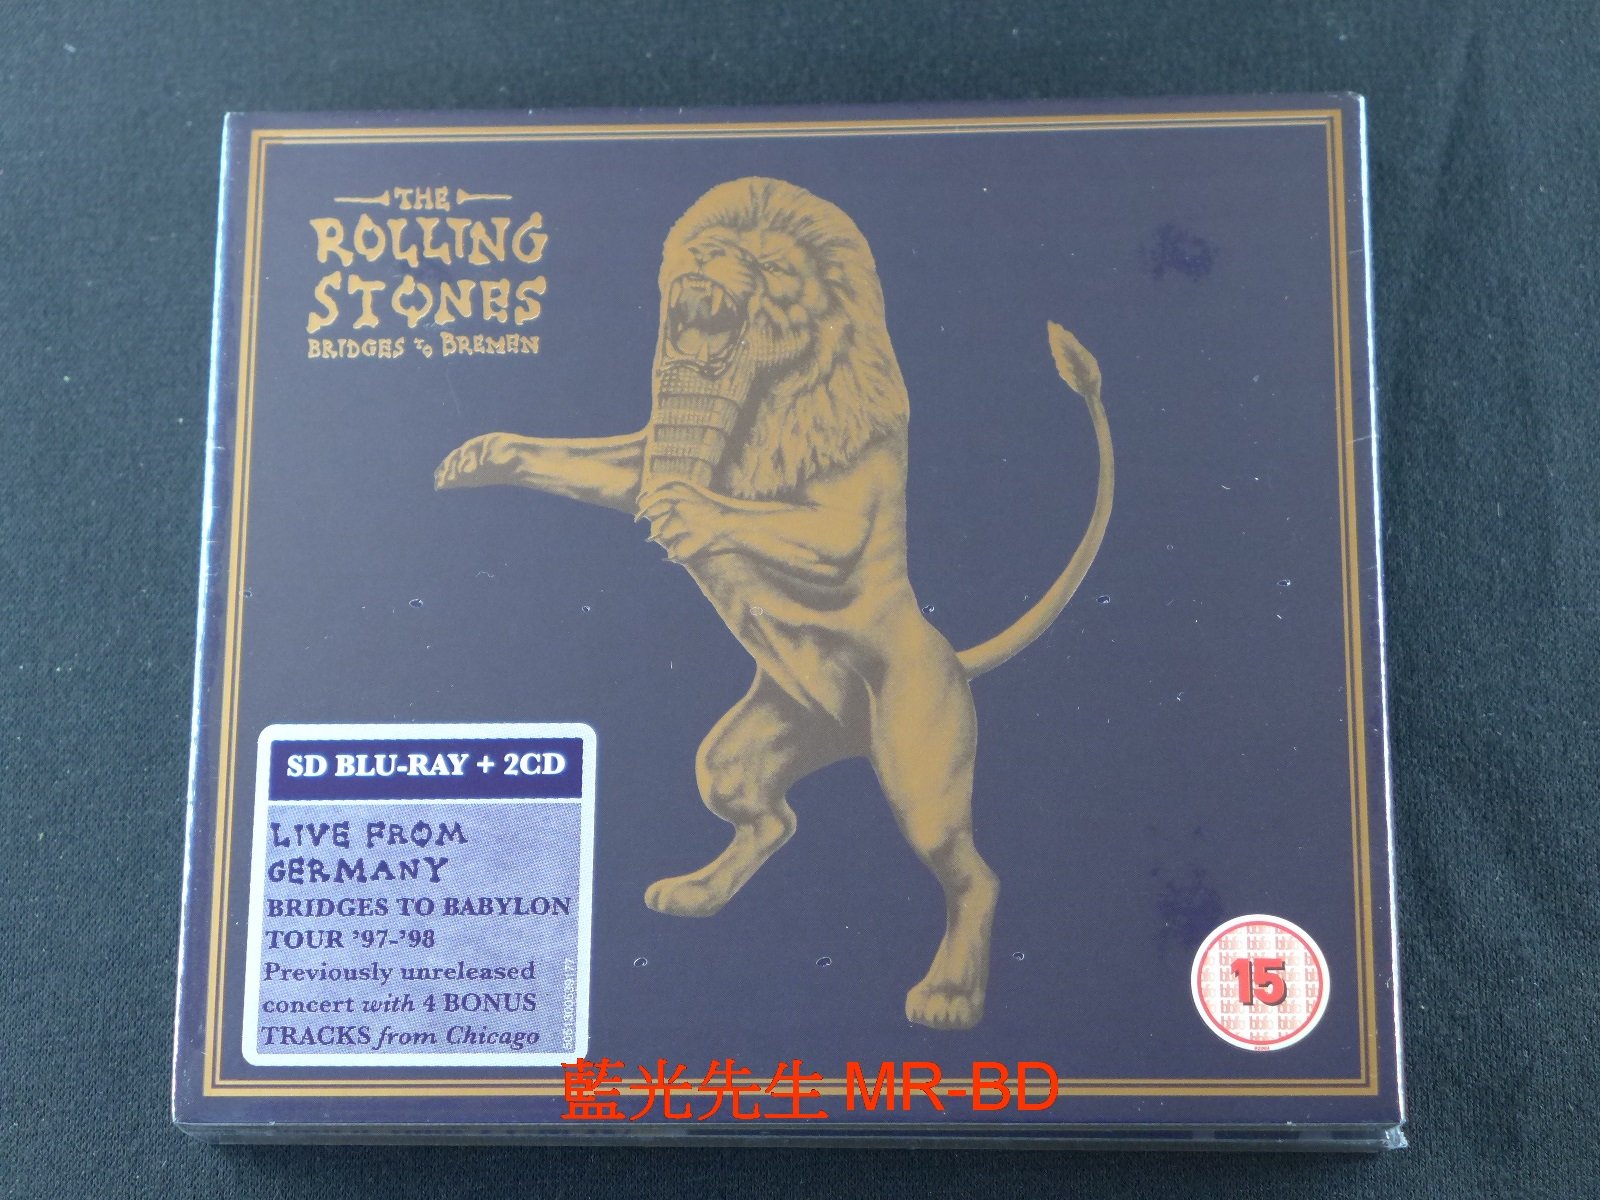 THE
ROLLING
STONES
BRIDGES TO BREMEN
SD BLU-RAY + 2CD
LIVE FROM
GERMANY
BRIDGES TO BABYLON
TOUR '97-'98
Previously unreleased
concert with 4 BONUS
TRACKS from Chicago
15
藍光先生 MR-BD